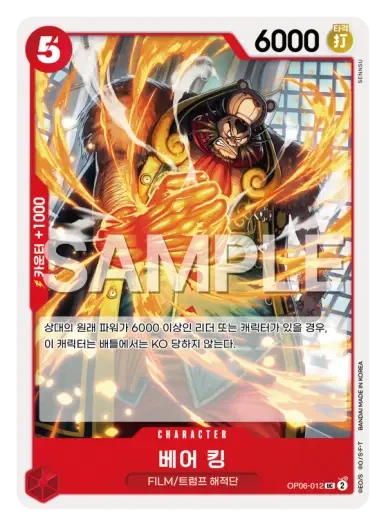 5
6000
타격
打
SENNSU
카운터 +1000
SAMPLE
상대의 원래 파워가 6000 이상인 리더 또는 캐릭터가 있을 경우,
이 캐릭터는 배틀에서는 KO 당하지 않는다.
CHARACTER
베어 킹
FILM/트럼프 해적단
OP06-012 UC 2
©E.O/S ©O/S·F·T BANDAI MADE IN KOREA